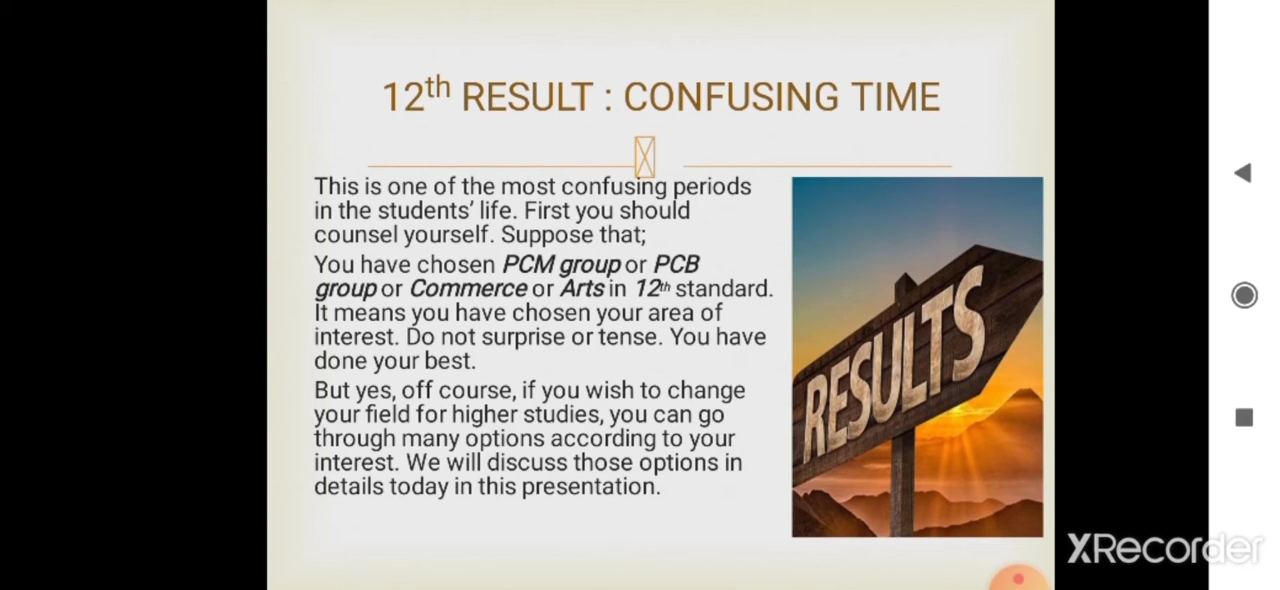 12th RESULT : CONFUSING TIME
This is one of the most confusing periods
in the students' life. First you should
counsel yourself. Suppose that;
You have chosen PCM group or PCB
group or Commerce or Arts in 12th standard.
It means you have chosen your area of
interest. Do not surprise or tense. You have
done your best.
But yes, off course, if you wish to change
your field for higher studies, you can go
through many options according to your
interest. We will discuss those options in
details today in this presentation.
RESULTS
XRecorder